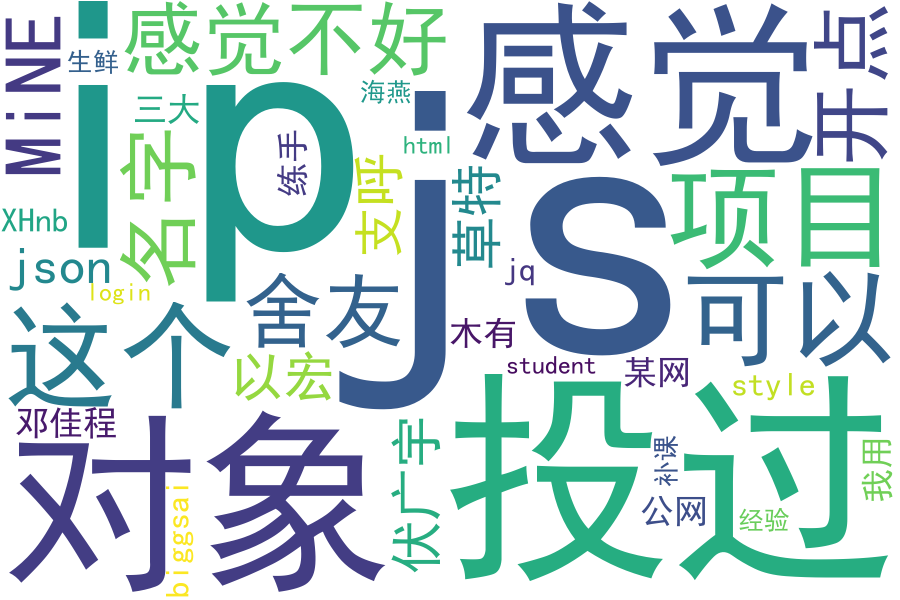 MiNE
生鲜
感觉不好
ip
感觉
开点
三大
海燕
html
js
练手
支呼
草特
名字
项目
XHnb
json
login
这个
舍友
jq
可以
木有
以宏
student
某网
style
邓佳程
对象
biggsai
伏广宇
投过
补课
公网
经验
我用